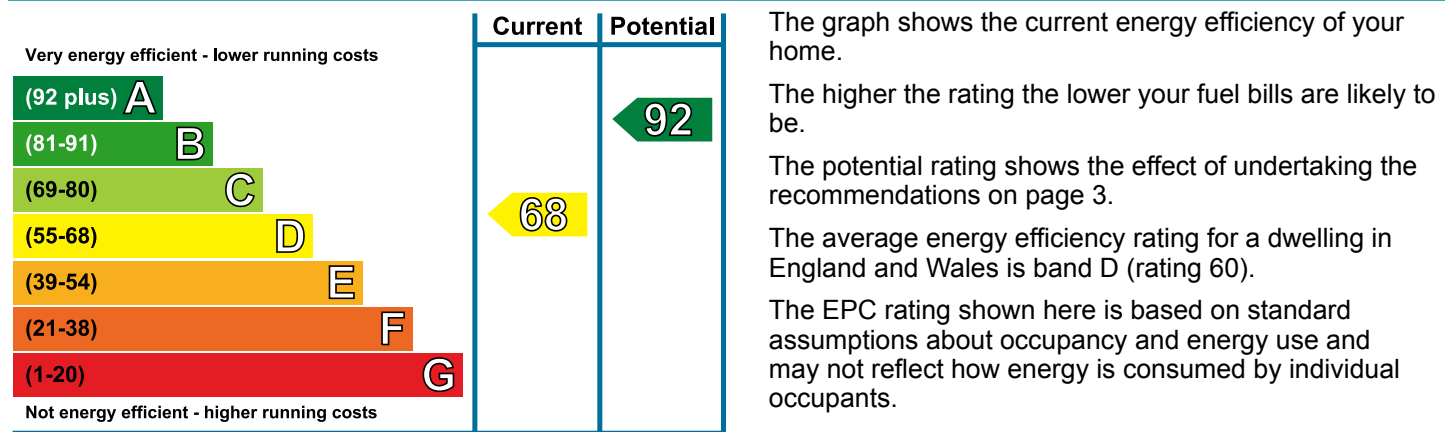 Current Potential
Very energy efficient - lower running costs
(92 plus) A
(81-91) B
(69-80) C
(55-68) D
(39-54) E
(21-38) F
(1-20) G
Not energy efficient - higher running costs
68
92
The graph shows the current energy efficiency of your
home.
The higher the rating the lower your fuel bills are likely to
be.
The potential rating shows the effect of undertaking the
recommendations on page 3.
The average energy efficiency rating for a dwelling in
England and Wales is band D (rating 60).
The EPC rating shown here is based on standard
assumptions about occupancy and energy use and
may not reflect how energy is consumed by individual
occupants.